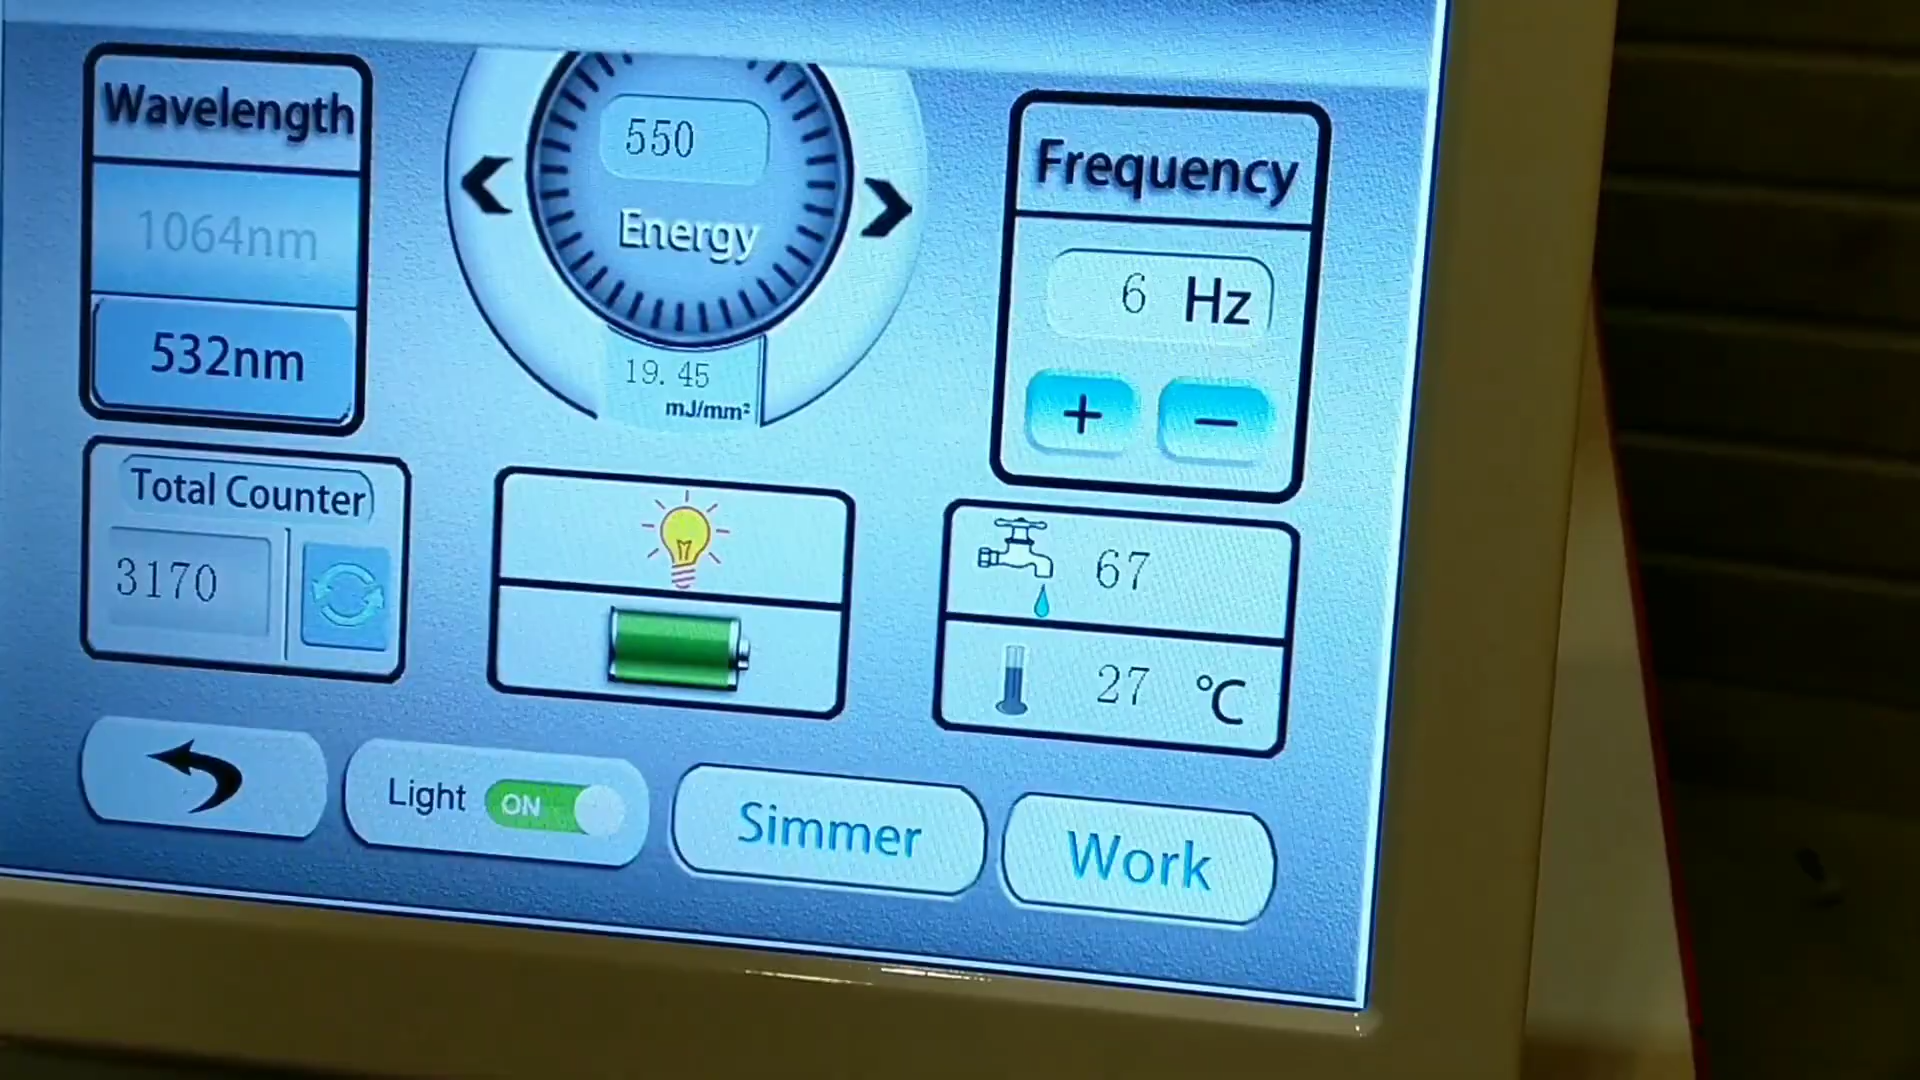 Wavelength
1064nm
532nm
550
Energy
19.45
mJ/mm²
Frequency
6 Hz
+ −
Total Counter
3170
67
27 °C
Light ON
Simmer
Work